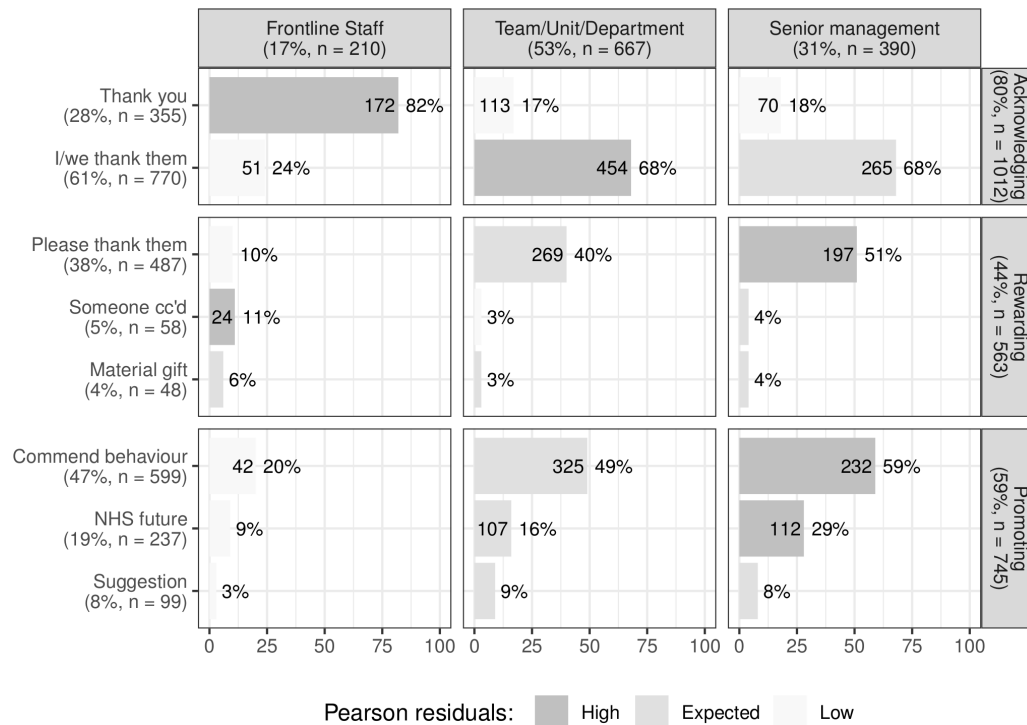 Frontline Staff
(17%, n = 210)
Team/Unit/Department
(53%, n = 667)
Senior management
(31%, n = 390)
Thank you
(28%, n = 355)
172 82%
113 17%
70 18%
I/we thank them
(61%, n = 770)
51 24%
454 68%
265 68%
Acknowledging
(80%, n = 1012)
Please thank them
(38%, n = 487)
10%
269 40%
197 51%
Someone cc'd
(5%, n = 58)
24 11%
3%
4%
Material gift
(4%, n = 48)
6%
3%
4%
Rewarding
(44%, n = 563)
Commend behaviour
(47%, n = 599)
42 20%
325 49%
232 59%
NHS future
(19%, n = 237)
9%
107 16%
112 29%
Suggestion
(8%, n = 99)
3%
9%
8%
Promoting
(59%, n = 745)
0 25 50 75 100
0 25 50 75 100
0 25 50 75 100
Pearson residuals: High Expected Low